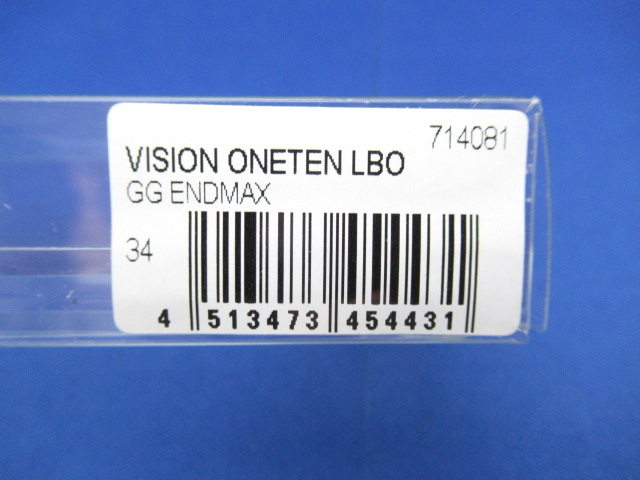 714081
VISION ONETEN LBO
GG ENDMAX
34
4 513473 454431